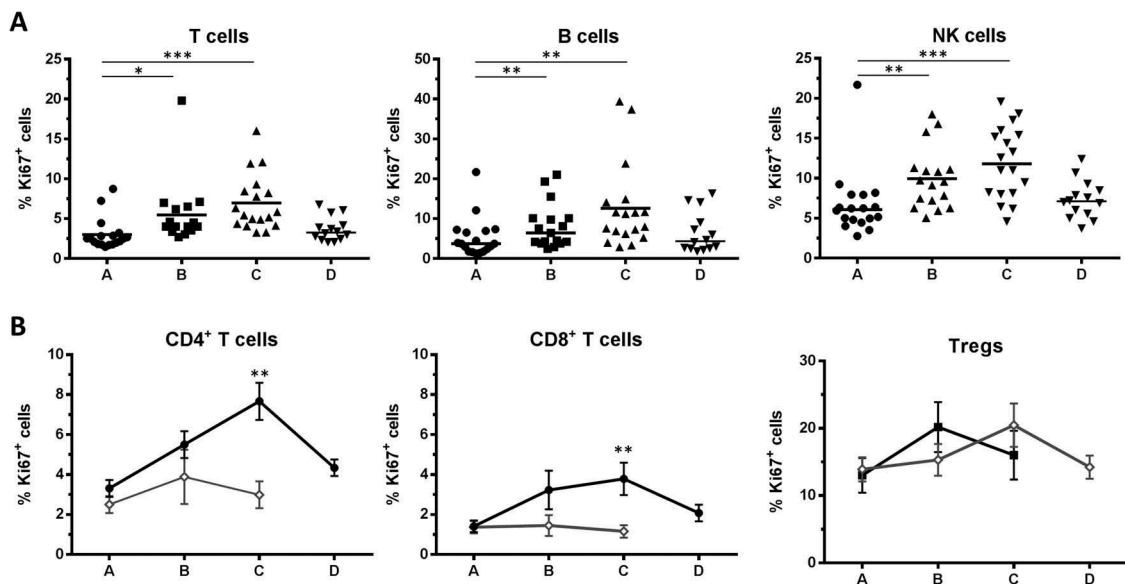 A
T cells
***
*
% Ki67⁺ cells
25
20
15
10
5
0
A B C D
B cells
**
**
% Ki67⁺ cells
50
40
30
20
10
0
A B C D
NK cells
***
**
% Ki67⁺ cells
25
20
15
10
5
0
A B C D
B
CD4⁺ T cells
**
% Ki67⁺ cells
10
8
6
4
2
0
A B C D
CD8⁺ T cells
**
% Ki67⁺ cells
10
8
6
4
2
0
A B C D
Tregs
% Ki67⁺ cells
30
20
10
0
A B C D